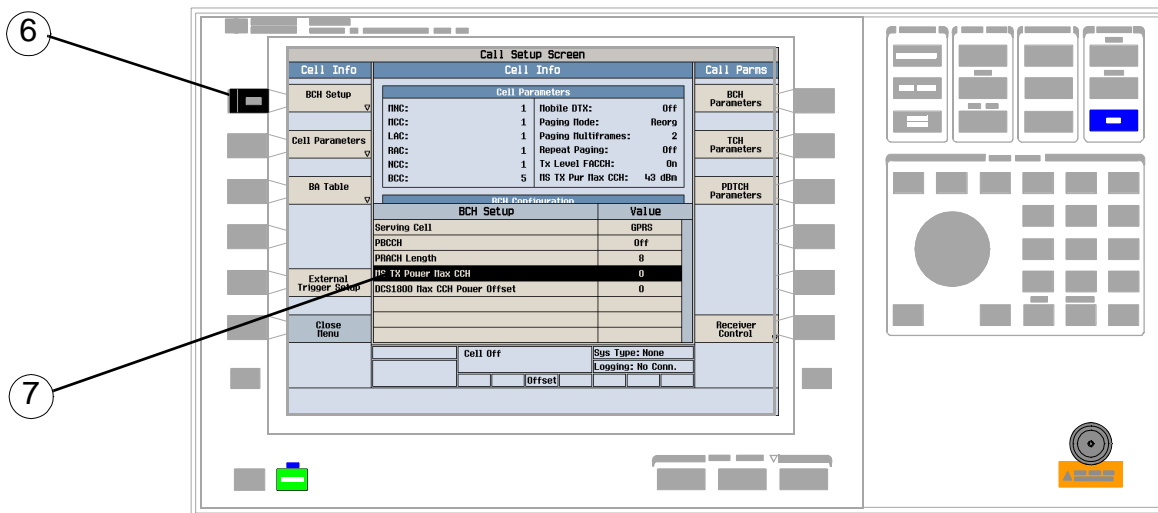 6
Call Setup Screen
Cell Info
Cell Info
Call Parms
BCH Setup
Cell Parameters
BA Table
External
Trigger Setup
Close
Menu
Cell Parameters
MNC: 1
MCC: 1
LAC: 1
RAC: 1
NCC: 1
BCC: 5
Mobile DTX: Off
Paging Mode: Reorg
Paging Multiframes: 2
Repeat Paging: Off
Tx Level FACCH: On
MS TX Pwr Max CCH: 43 dBm
BCH Configuration
BCH Setup Value
Serving Cell GPRS
PBCCH Off
PRACH Length 8
MS TX Power Max CCH 0
DCS1800 Max CCH Power Offset 0
Cell Off
Sys Type: None
Logging: No Conn.
Offset
BCH
Parameters
TCH
Parameters
PDTCH
Parameters
Receiver
Control
7